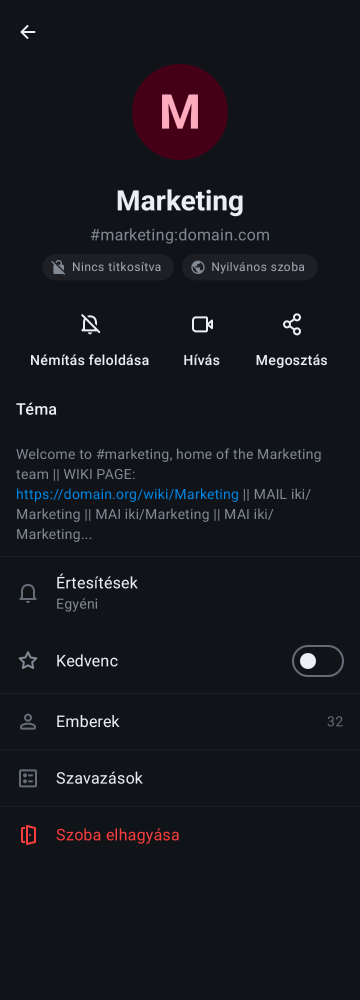 M
Marketing
#marketing:domain.com
Nincs titkosítva
Nyilvános szoba
Némítás feloldása
Hívás
Megosztás
Téma
Welcome to #marketing, home of the Marketing
team || WIKI PAGE:
https://domain.org/wiki/Marketing || MAIL iki/
Marketing || MAI iki/Marketing || MAI iki/
Marketing...
Értesítések
Egyéni
Kedvenc
Emberek
32
Szavazások
Szoba elhagyása